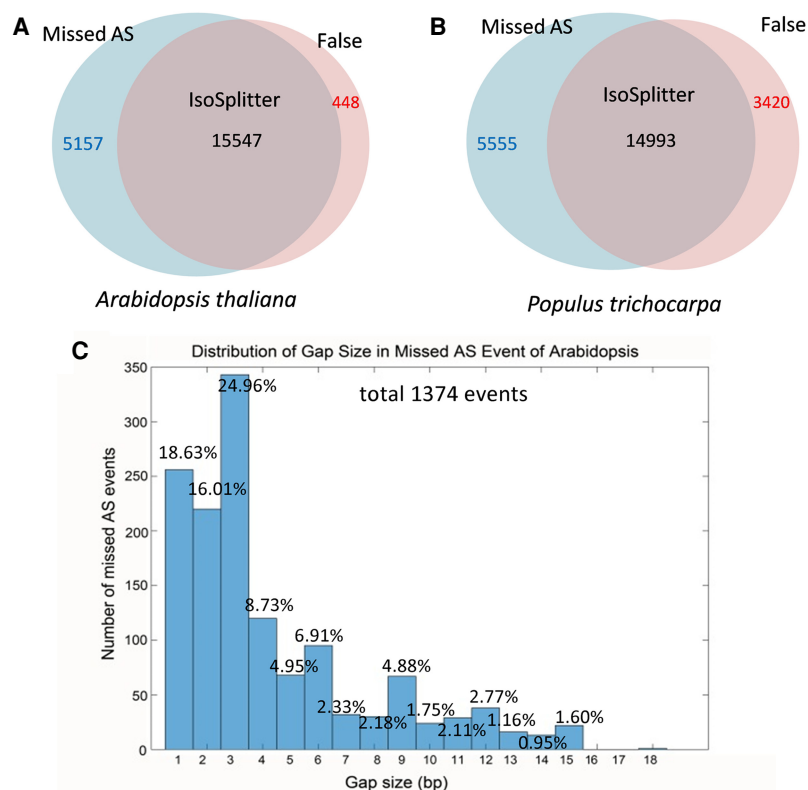 A
Missed AS
False
IsoSplitter
448
5157
15547
Arabidopsis thaliana
B
Missed AS
False
IsoSplitter
3420
5555
14993
Populus trichocarpa
C
Distribution of Gap Size in Missed AS Event of Arabidopsis
total 1374 events
Number of missed AS events
350
300
250
200
150
100
50
0
18.63%
16.01%
24.96%
8.73%
4.95%
6.91%
2.33%
2.18%
4.88%
1.75%
2.11%
2.77%
1.16%
0.95%
1.60%
1 2 3 4 5 6 7 8 9 10 11 12 13 14 15 16 17 18
Gap size (bp)